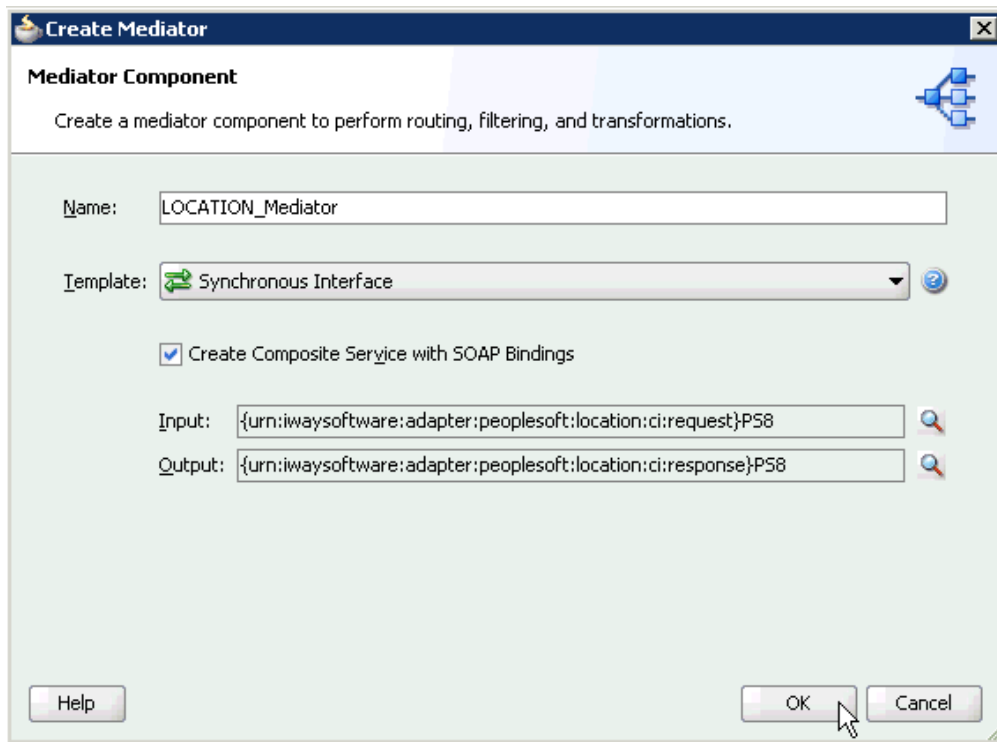 Create Mediator
Mediator Component
Create a mediator component to perform routing, filtering, and transformations.
Name: LOCATION_Mediator
Template: Synchronous Interface
Create Composite Service with SOAP Bindings
Input: {urn:iwaysoftware:adapter:peoplesoft:location:ci:request}PS8
Output: {urn:iwaysoftware:adapter:peoplesoft:location:ci:response}PS8
Help OK Cancel